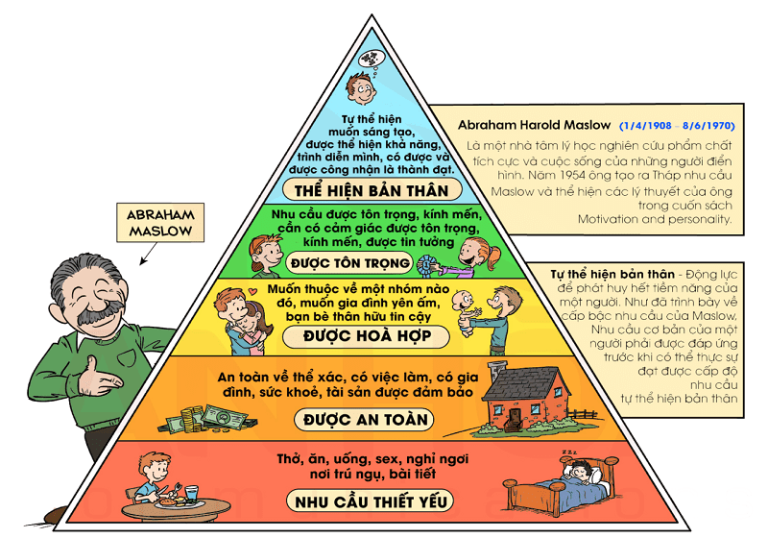 Tự thể hiện
muốn sáng tạo,
được thể hiện khả năng,
trình diễn mình, có được và
được công nhận là thành đạt.
THỂ HIỆN BẢN THÂN
Nhu cầu được tôn trọng, kính mến,
cần có cảm giác được tôn trọng,
kính mến, được tin tưởng
ĐƯỢC TÔN TRỌNG
Muốn thuộc về một nhóm nào
đó, muốn gia đình yên ấm,
bạn bè thân hữu tin cậy
ĐƯỢC HOÀ HỢP
An toàn về thể xác, có việc làm, có gia
đình, sức khoẻ, tài sản được đảm bảo
ĐƯỢC AN TOÀN
Thở, ăn, uống, sex, nghỉ ngơi
nơi trú ngụ, bài tiết
NHU CẦU THIẾT YẾU
ABRAHAM
MASLOW
Abraham Harold Maslow (1/4/1908 - 8/6/1970)
Là một nhà tâm lý học nghiên cứu phẩm chất
tích cực và cuộc sống của những người điển
hình. Năm 1954 ông tạo ra Tháp nhu cầu
Maslow và thể hiện các lý thuyết của ông
trong cuốn sách
Motivation and personality.
Tự thể hiện bản thân - Động lực
để phát huy hết tiềm năng của
một người. Như đã trình bày về
cấp bậc nhu cầu của Maslow,
Nhu cầu cơ bản của một
người phải được đáp ứng
trước khi có thể thực sự
đạt được cấp độ
nhu cầu
tự thể hiện bản thân